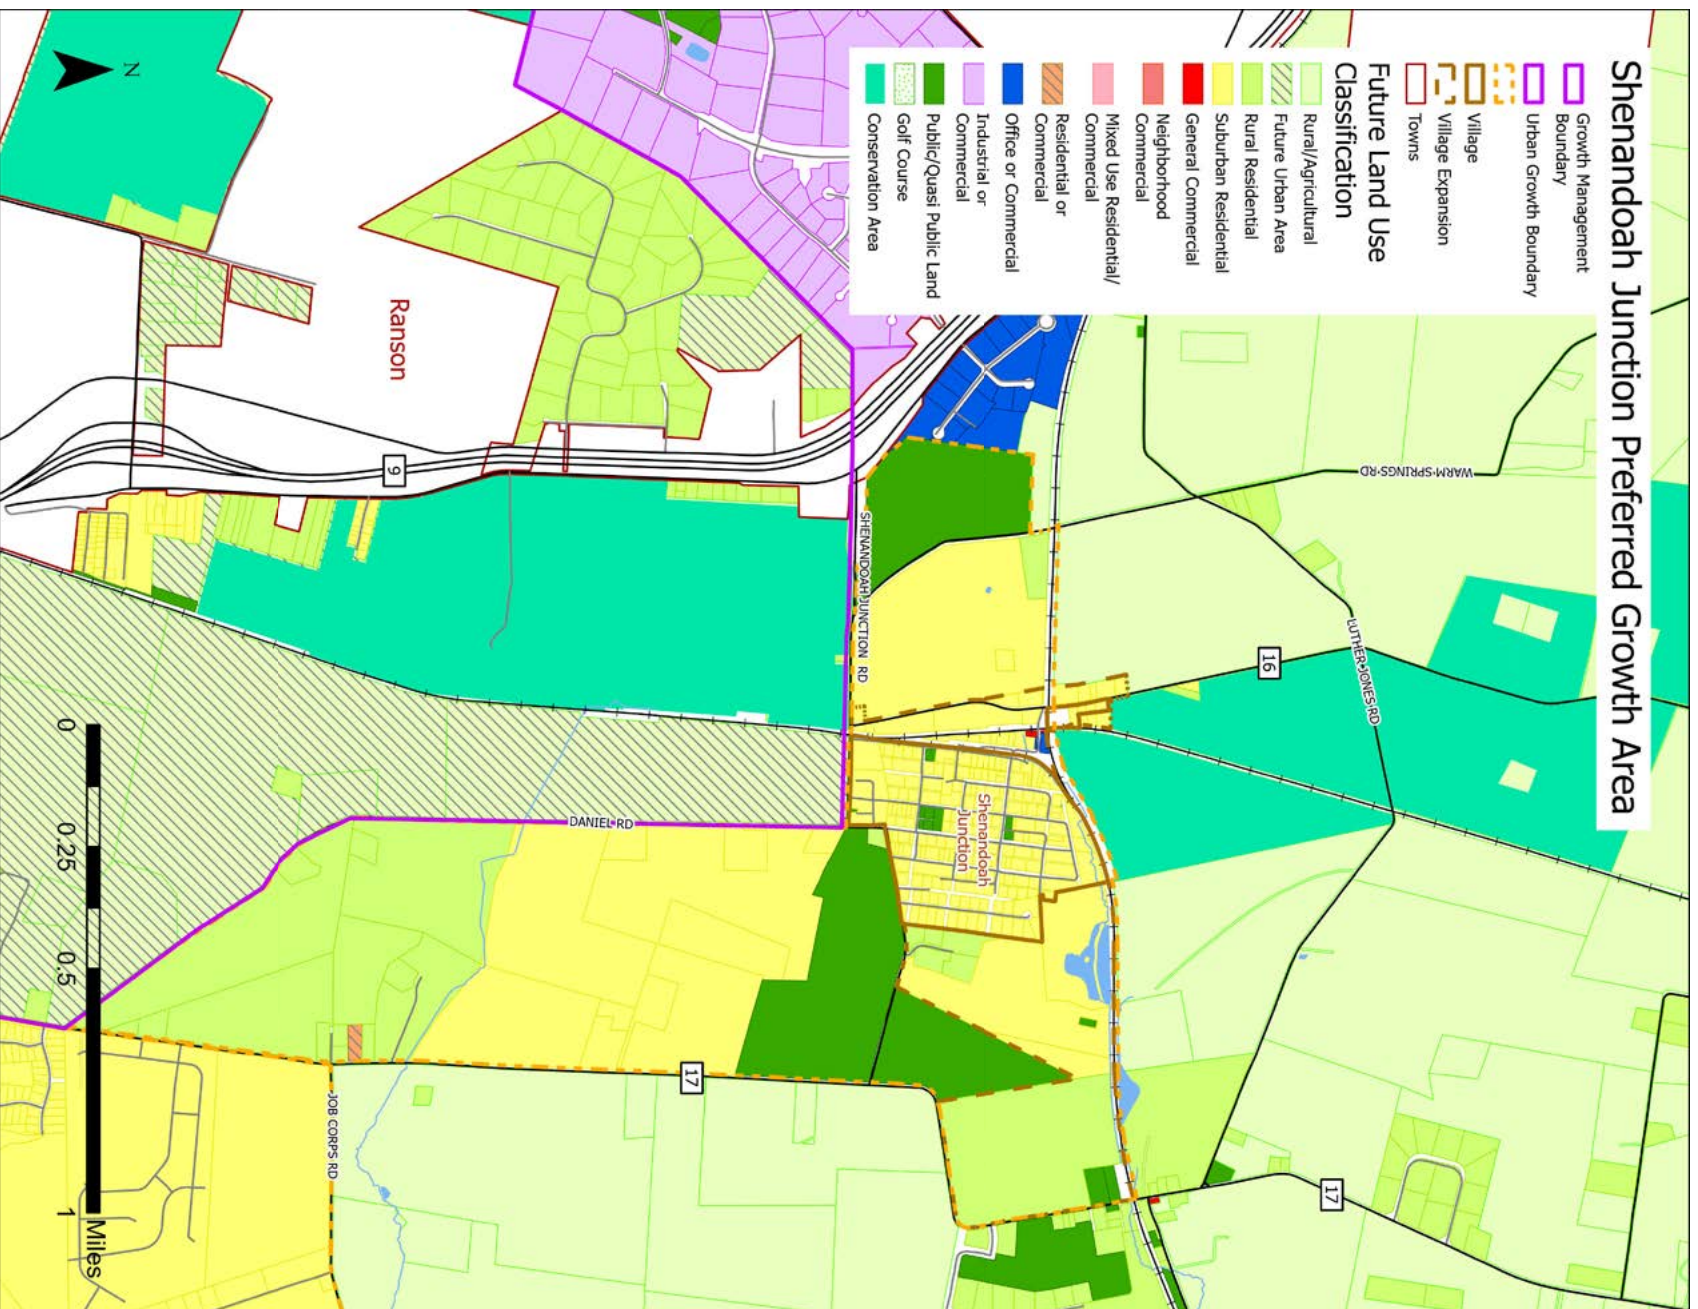 Shenandoah Junction Preferred Growth Area
Growth Management
Boundary
Urban Growth Boundary
Village
Village Expansion
Towns
Future Land Use
Classification
Rural/Agricultural
Future Urban Area
Rural Residential
Suburban Residential
General Commercial
Neighborhood
Commercial
Mixed Use Residential/
Commercial
Residential or
Commercial
Office or Commercial
Industrial or
Commercial
Public/Quasi Public Land
Golf Course
Conservation Area
N
WARM SPRINGS RD
LUTHER JONES RD
16
17
SHENANDOAH JUNCTION RD
Shenandoah
Junction
Ranson
9
DANIEL RD
17
JOB CORPS RD
0
0.25
0.5
1
Miles